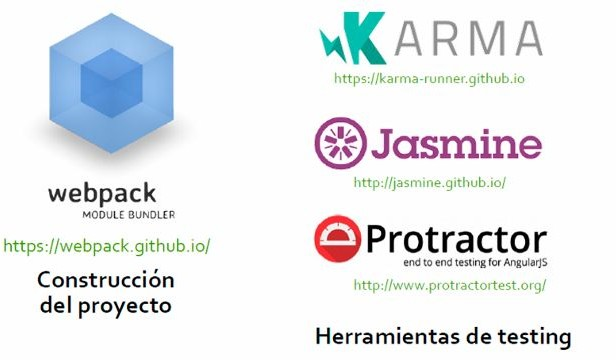 webpack
MODULE BUNDLER
https://webpack.github.io/
Construcción
del proyecto
KARMA
https://karma-runner.github.io
Jasmine
http://jasmine.github.io/
Protractor
end to end testing for AngularJS
http://www.protractortest.org/
Herramientas de testing